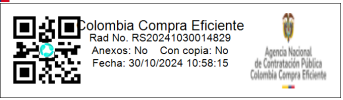 Colombia Compra Eficiente
Rad No. RS20241030014829
Anexos: No Con copia: No
Fecha: 30/10/2024 10:58:15
Agencia Nacional
de Contratación Pública
Colombia Compra Eficiente